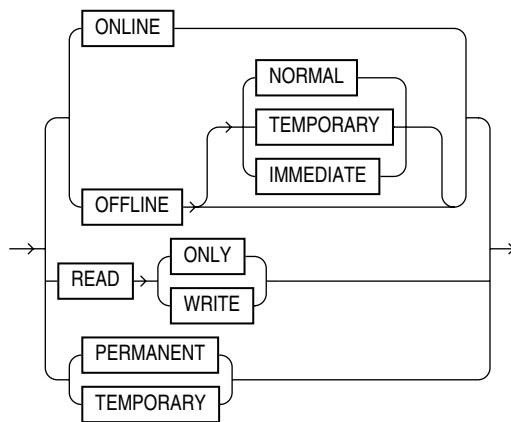 ONLINE
NORMAL
TEMPORARY
IMMEDIATE
OFFLINE
READ
ONLY
WRITE
PERMANENT
TEMPORARY